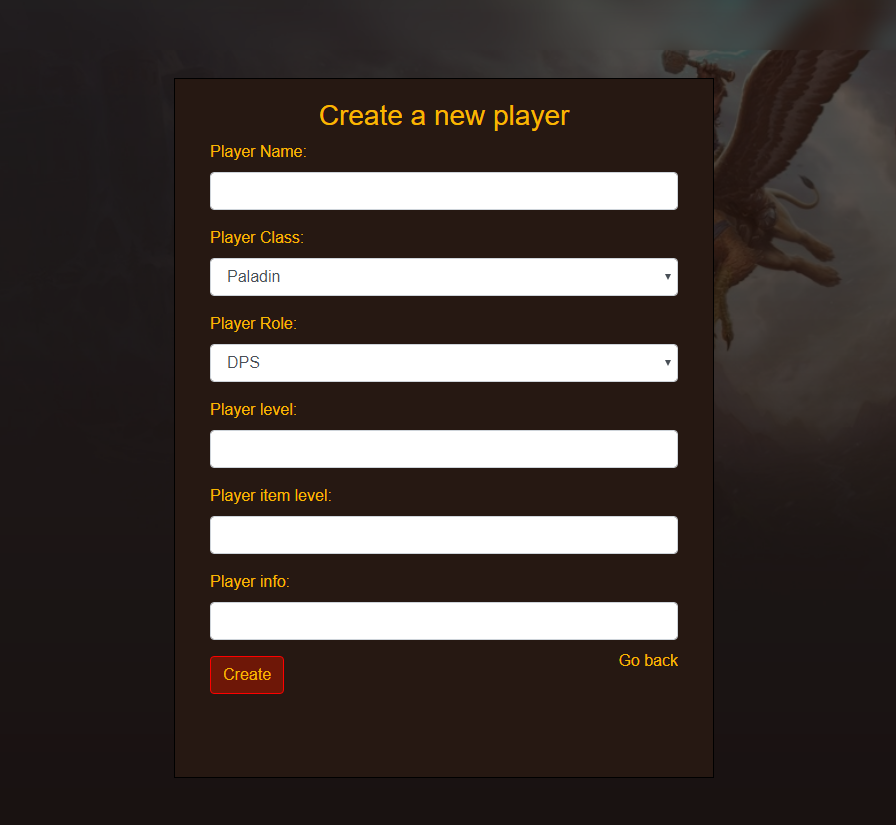 Create a new player
Player Name:
Player Class:
Paladin
Player Role:
DPS
Player level:
Player item level:
Player info:
Go back
Create